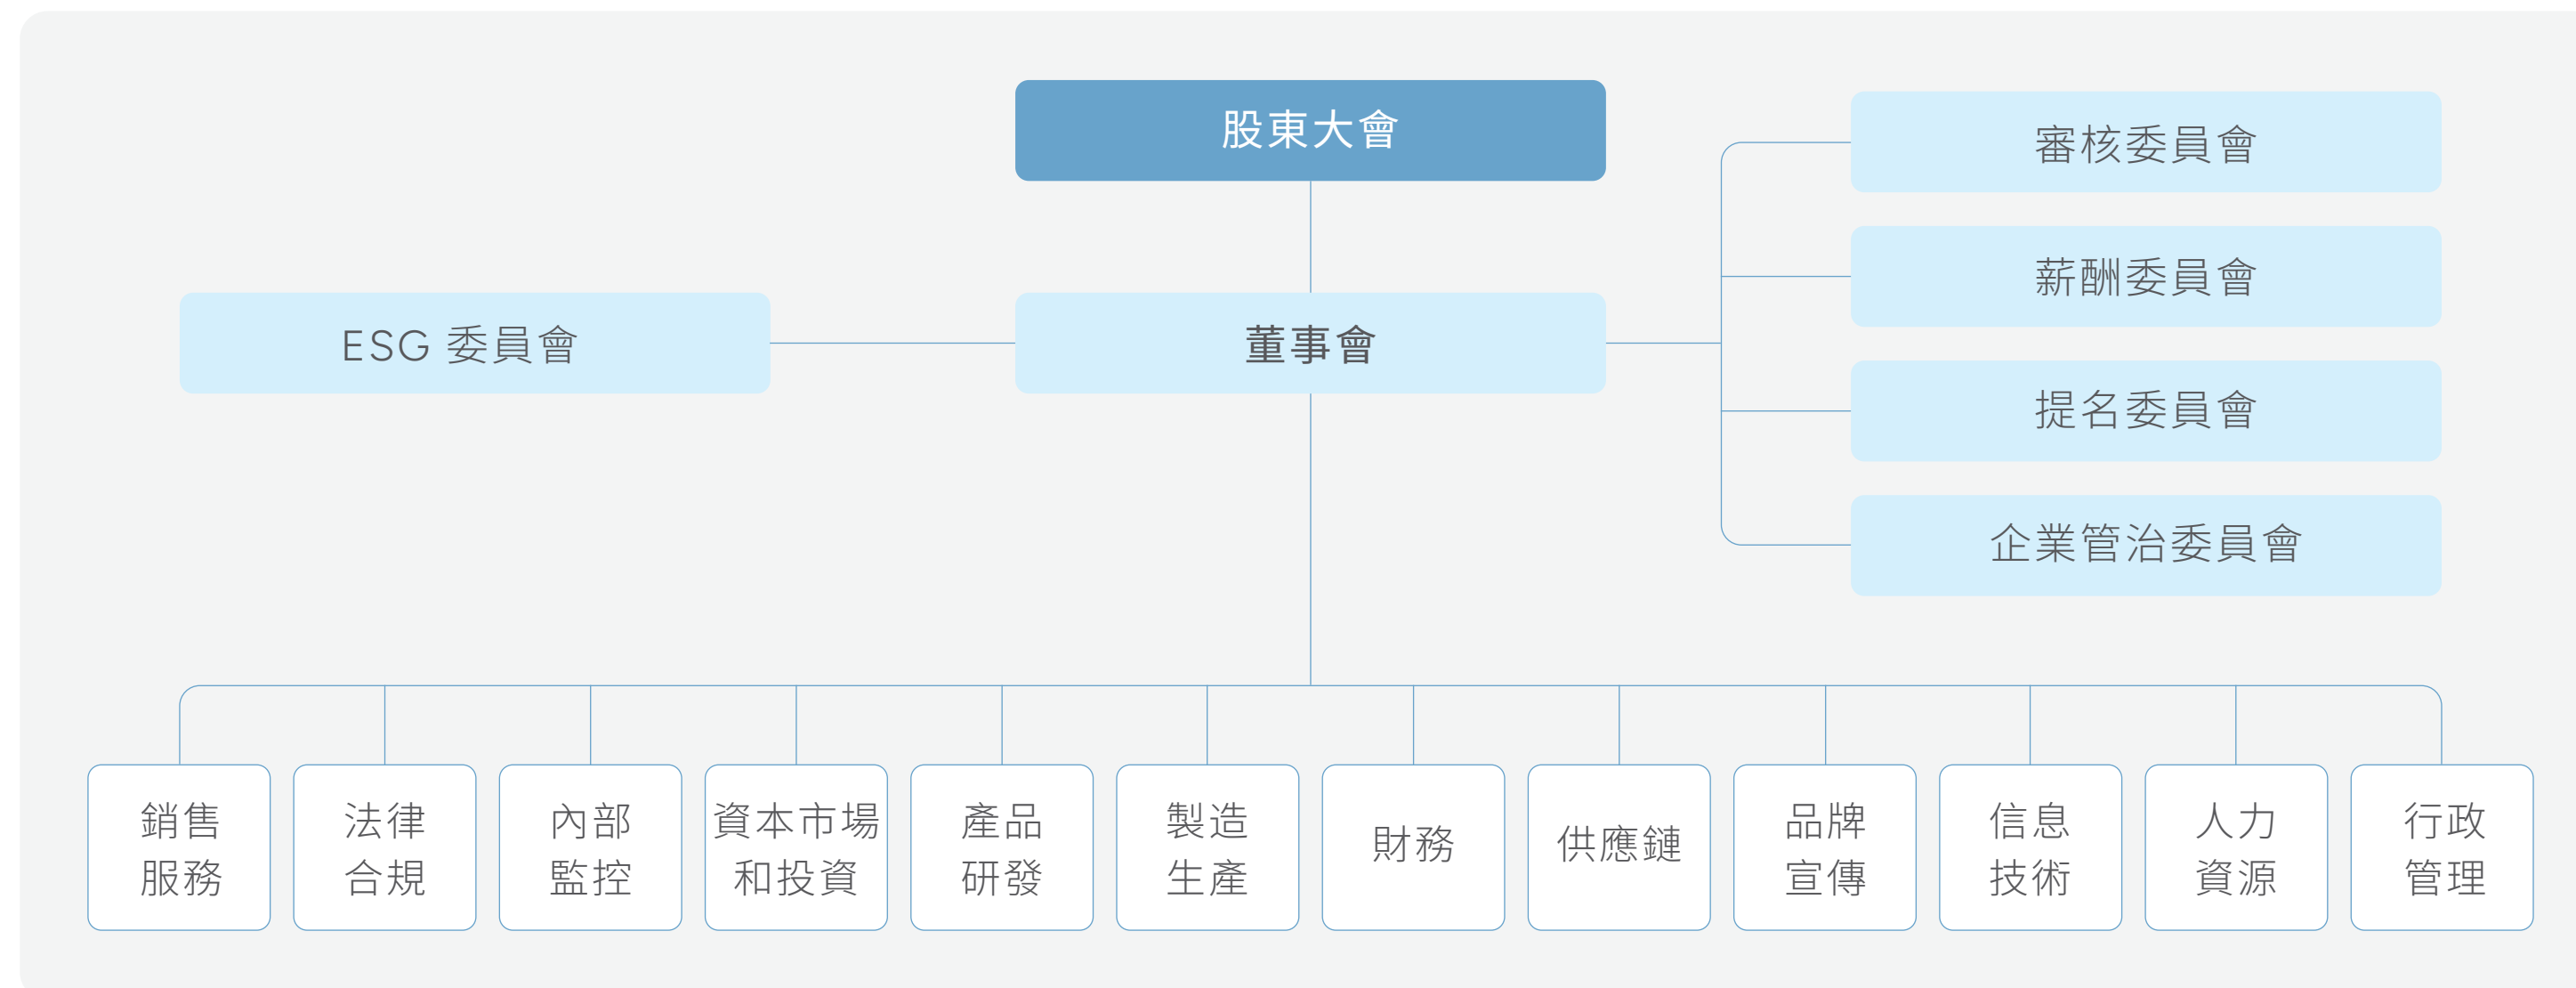 股東大會
審核委員會
薪酬委員會
ESG 委員會
董事會
提名委員會
企業管治委員會
銷售
服務
法律
合規
內部
監控
資本市場
和投資
產品
研發
製造
生產
財務
供應鏈
品牌
宣傳
信息
技術
人力
資源
行政
管理